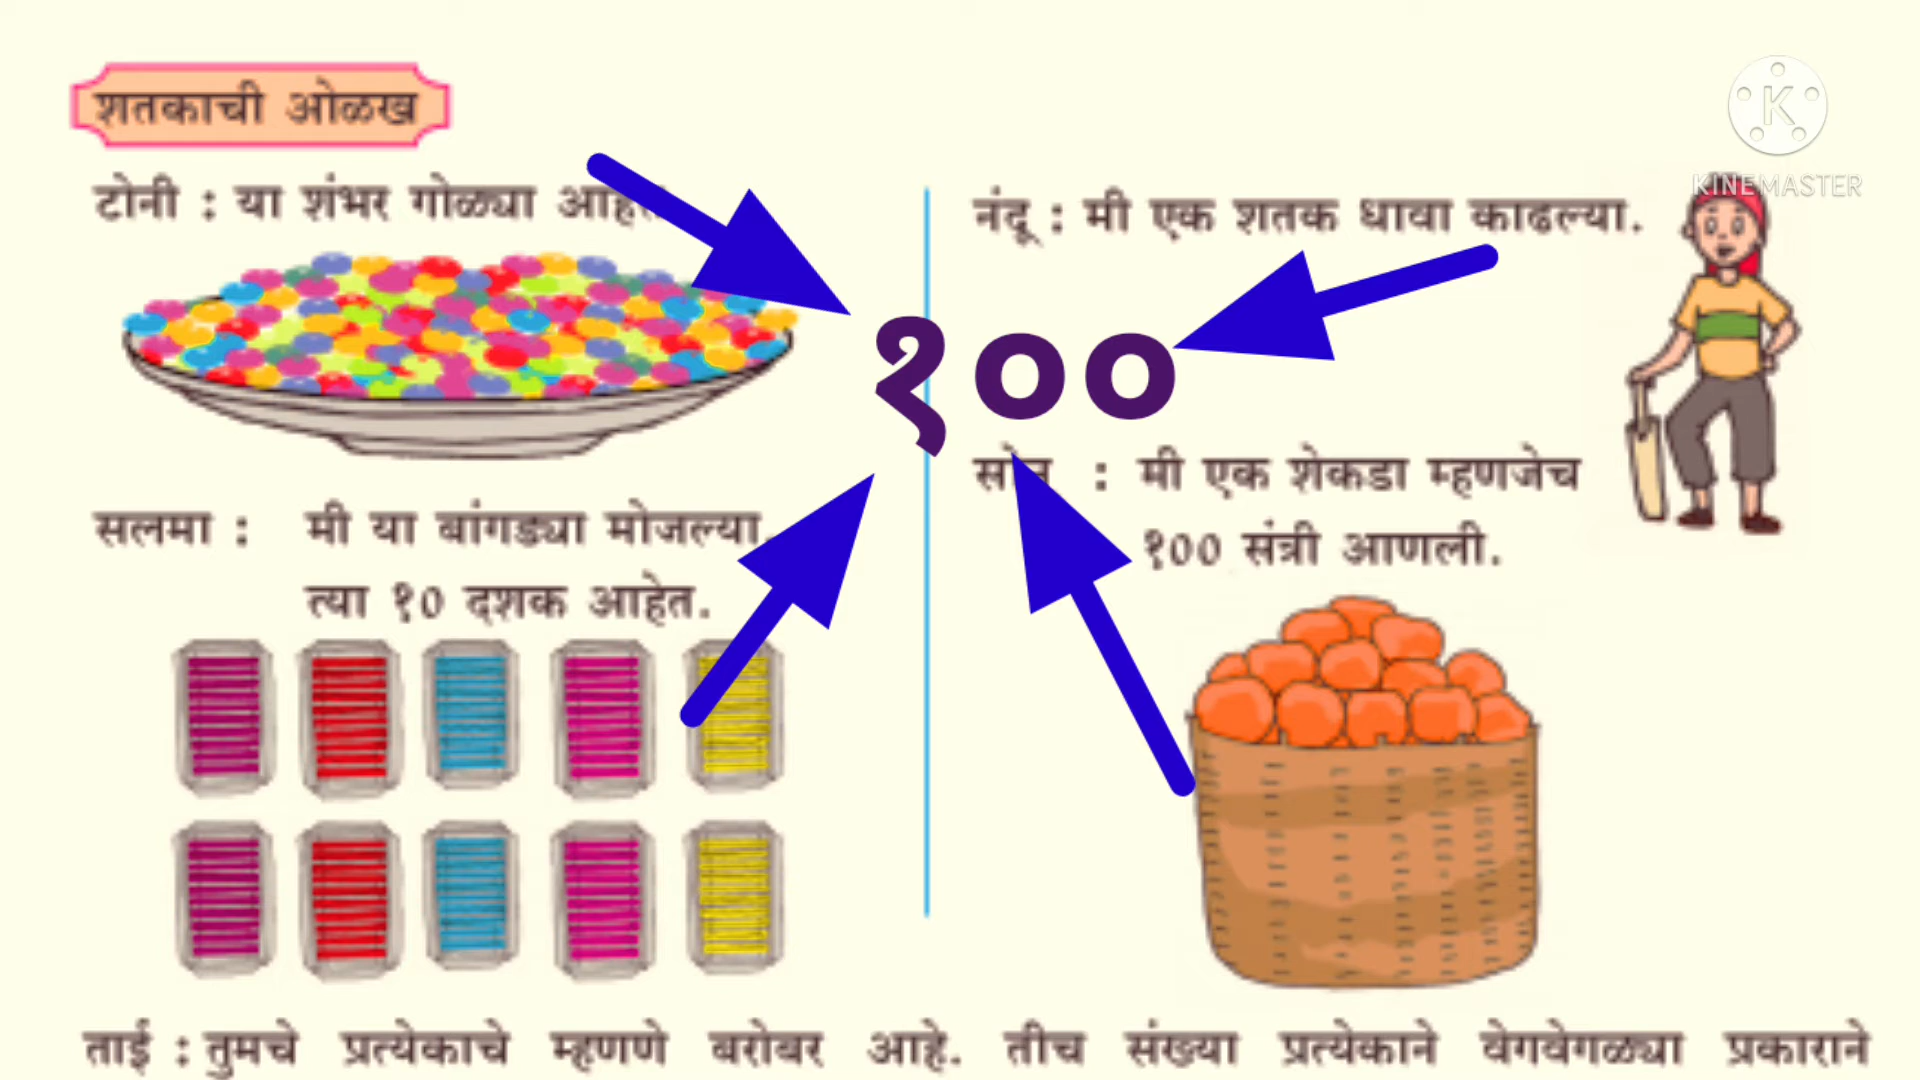 शतकाची ओळख
टोनी : या शंभर गोळ्या आहेत.
सलमा : मी या बांगड्या मोजल्या.
त्या १० दशक आहेत.
१००
नंदू : मी एक शतक धावा काढल्या.
: मी एक शेकडा म्हणजेच
१०० संत्री आणली.
ताई : तुमचे प्रत्येकाचे म्हणणे बरोबर आहे. तीच संख्या प्रत्येकाने वेगवेगळ्या प्रकाराने
K
KINEMASTER